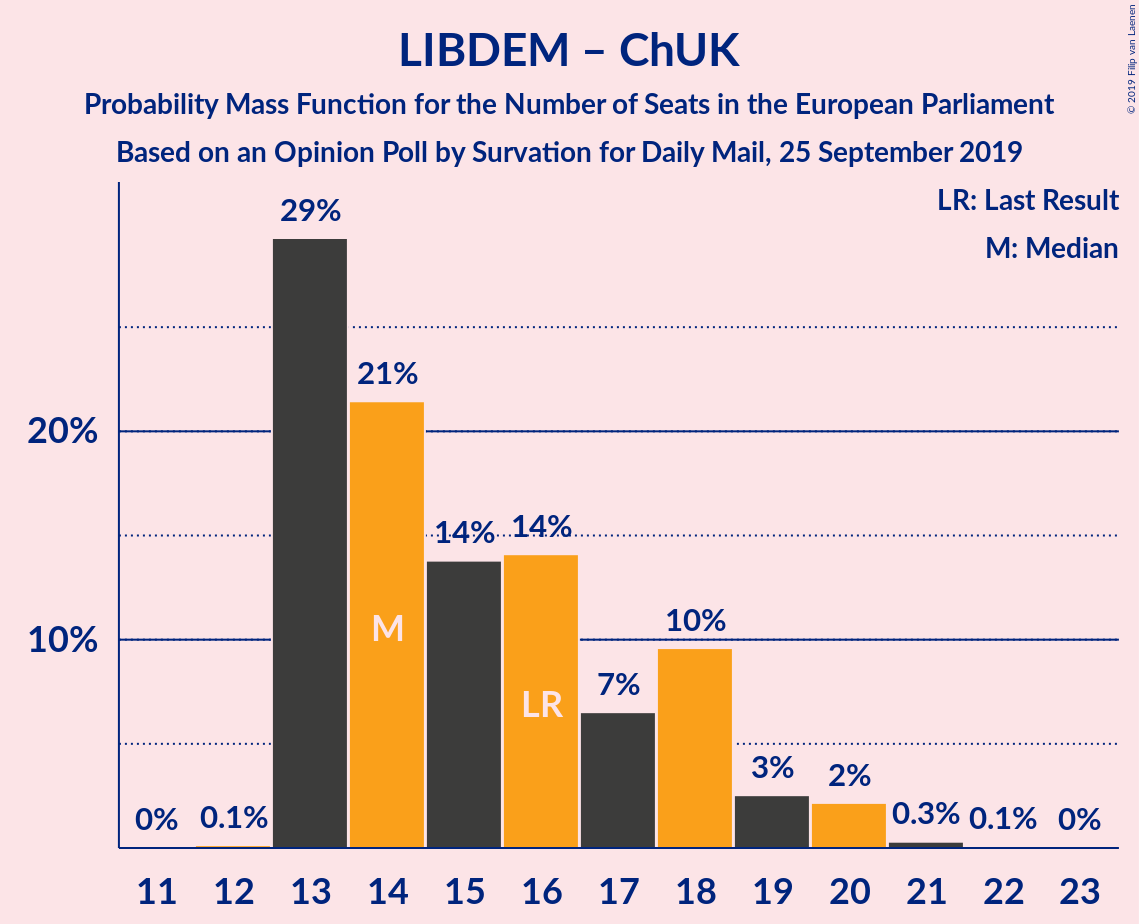 LIBDEM – ChUK
Probability Mass Function for the Number of Seats in the European Parliament
Based on an Opinion Poll by Survation for Daily Mail, 25 September 2019
© 2019 Filip van Laenen
LR: Last Result
M: Median
29%
21%
20%
14% 14%
M
10%
10%
7%
LR
3%
2%
0% 0.1%
0.3% 0.1% 0%
11 12 13 14 15 16 17 18 19 20 21 22 23